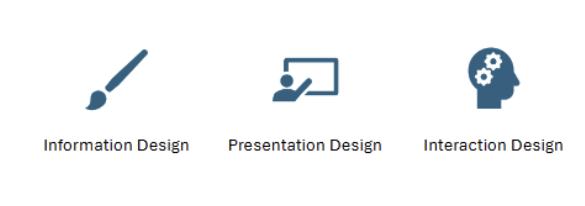 Information Design
Presentation Design
Interaction Design